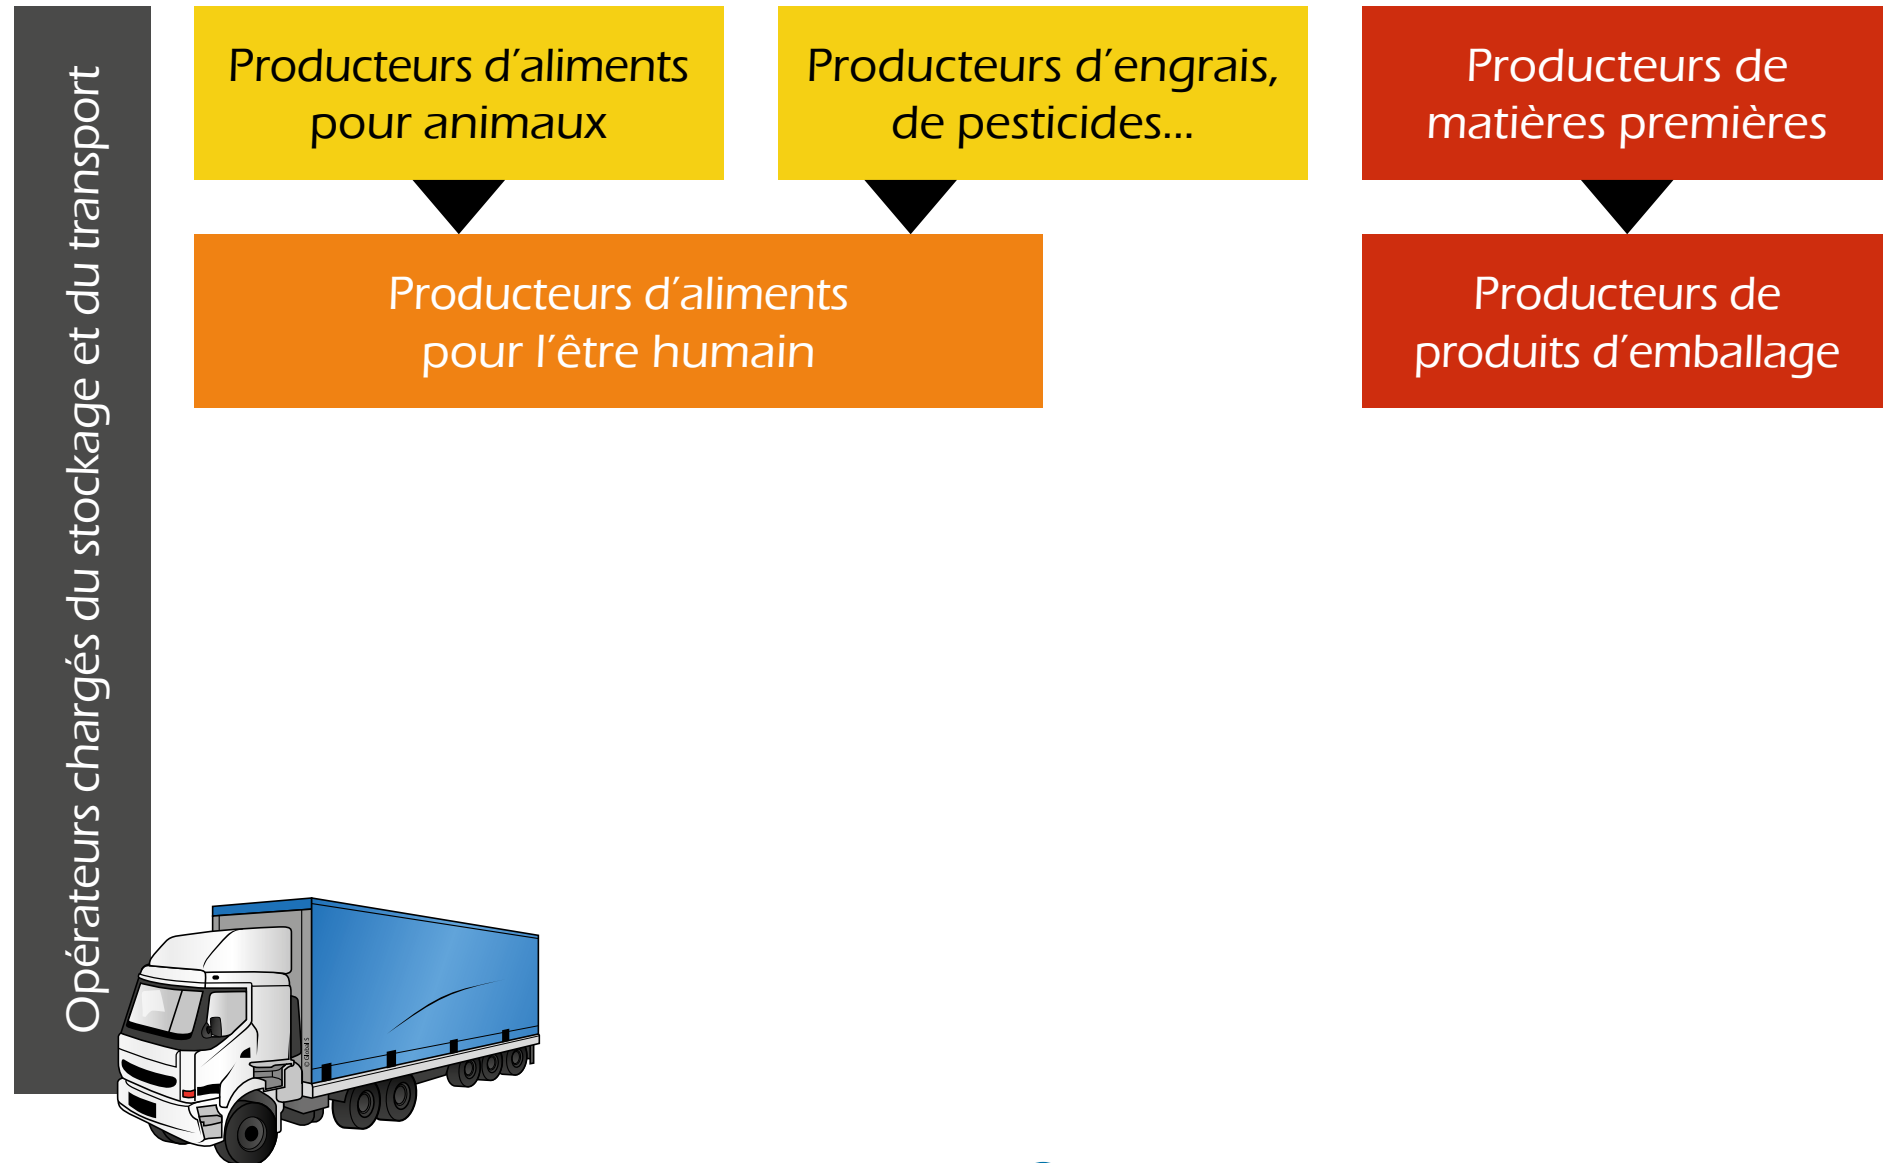 Opérateurs chargés du stockage et du transport
Producteurs d’aliments
pour animaux
Producteurs d’engrais,
de pesticides...
Producteurs de
matières premières
Producteurs d’aliments
pour l’être humain
Producteurs de
produits d’emballage
© Global S